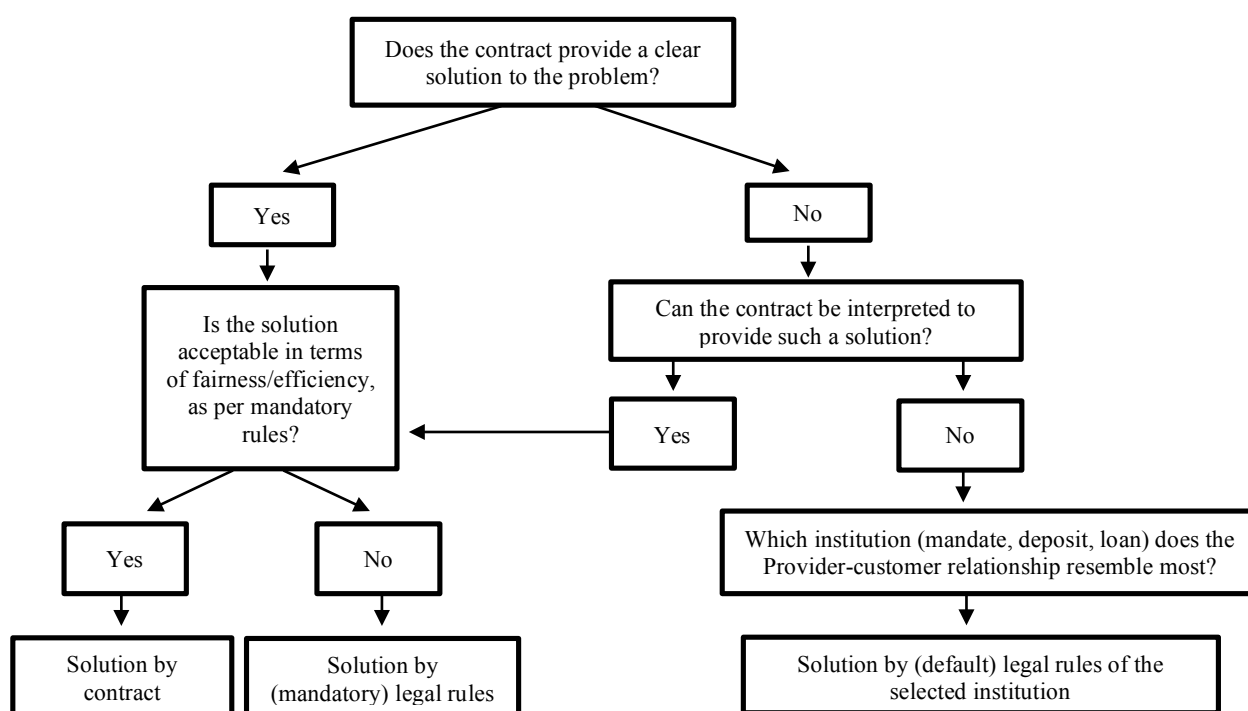 Does the contract provide a clear
solution to the problem?
Yes
No
Is the solution
acceptable in terms
of fairness/efficiency,
as per mandatory
rules?
Can the contract be interpreted to
provide such a solution?
Yes
No
Yes
No
Which institution (mandate, deposit, loan) does the
Provider-customer relationship resemble most?
Solution by
contract
Solution by
(mandatory) legal rules
Solution by (default) legal rules of the
selected institution